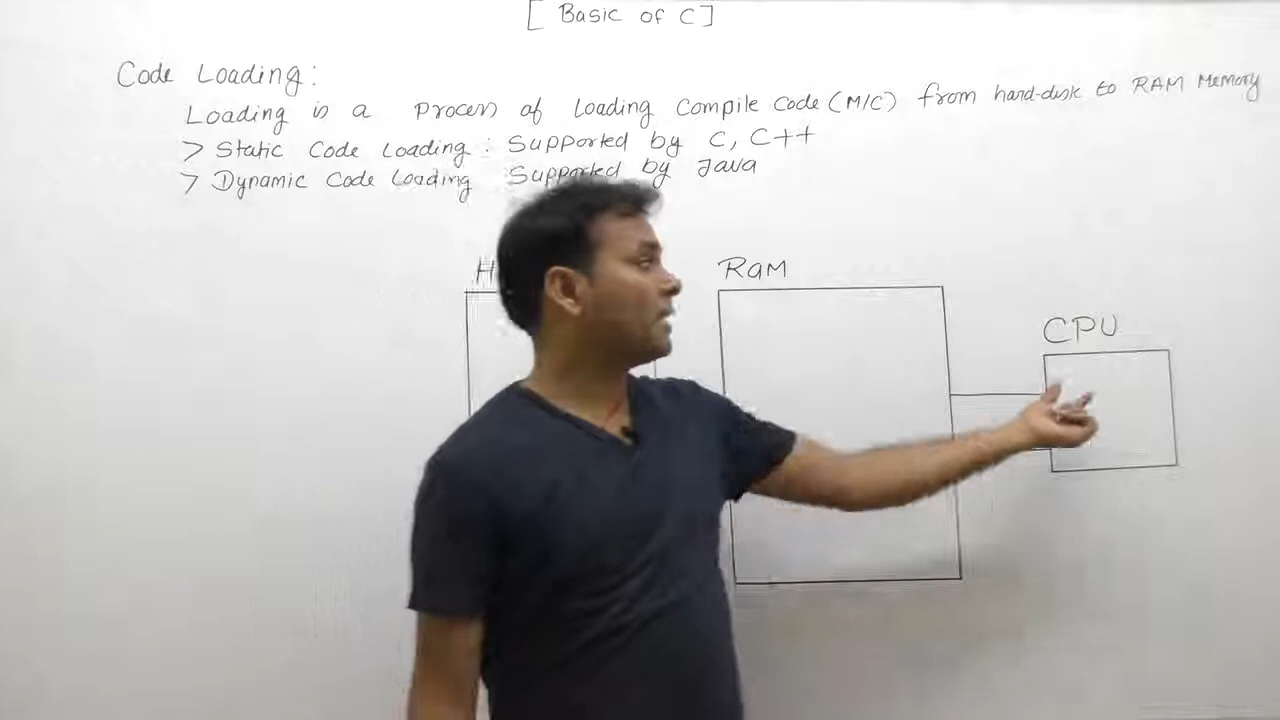 [ Basic of C ]
Code Loading:
Loading is a Process of Loading Compile Code (M/C) from hard-disk to RAM Memory
> Static Code Loading : Supported by C, C++
> Dynamic Code Loading Supported by Java
RAM
CPU